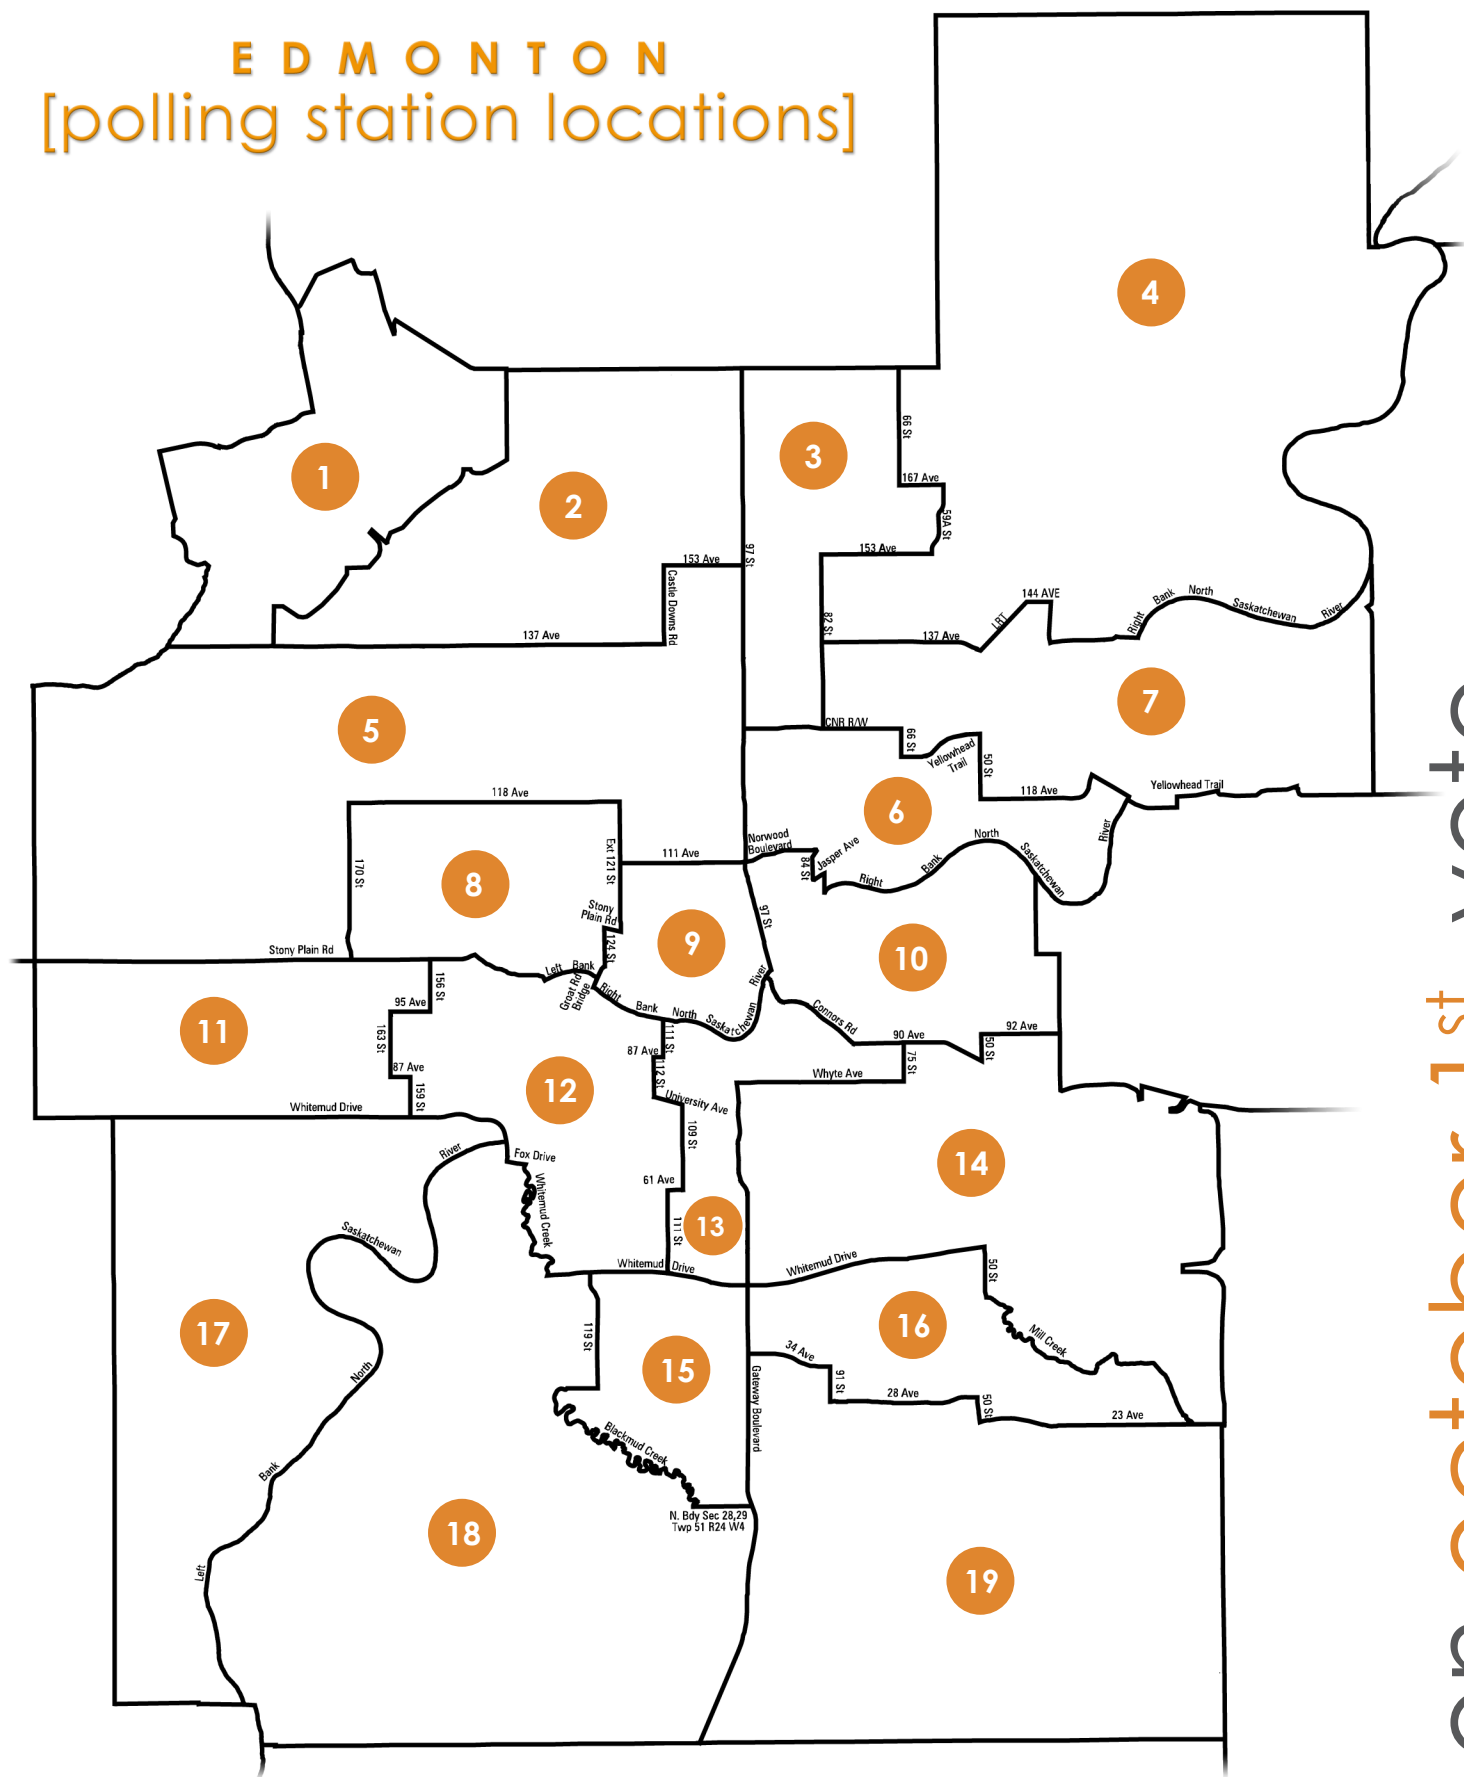 EDMONTON
[polling station locations]
4
66 St
3
1
167 Ave
2
59A St
153 Ave
97 St
153 Ave
Castle Downs Rd
144 AVE
LRT
Right Bank North Saskatchewan River
82 St
137 Ave
137 Ave
7
5
CNR R/W
66 St
Yellowhead
Trail
50 St
118 Ave
Yellowhead Trail
118 Ave
6
Norwood
Boulevard
Jasper Ave
84 St
Right Bank North Saskatchewan River
111 Ave
Ext 121 St
170 St
8
Stony
Plain Rd
97 St
9
124 St
10
Stony Plain Rd
Left Bank
Groat Rd
Bridge
Right Bank North Saskatchewan River
156 St
95 Ave
11
163 St
Connors Rd
90 Ave
92 Ave
50 St
111 St
87 Ave
112 St
75 St
87 Ave
12
Whyte Ave
159 St
University Ave
Whitemud Drive
109 St
River
Fox Drive
14
Whitemud Creek
61 Ave
13
111 St
Saskatchewan
Whitemud Drive
Whitemud Drive
50 St
17
119 St
16
Mill Creek
34 Ave
15
91 St
North
Gateway Boulevard
28 Ave
50 St
23 Ave
Blackmud Creek
Bank
N. Bdy Sec 28,29
Twp 51 R24 W4
18
Left
19
on october 1st vote